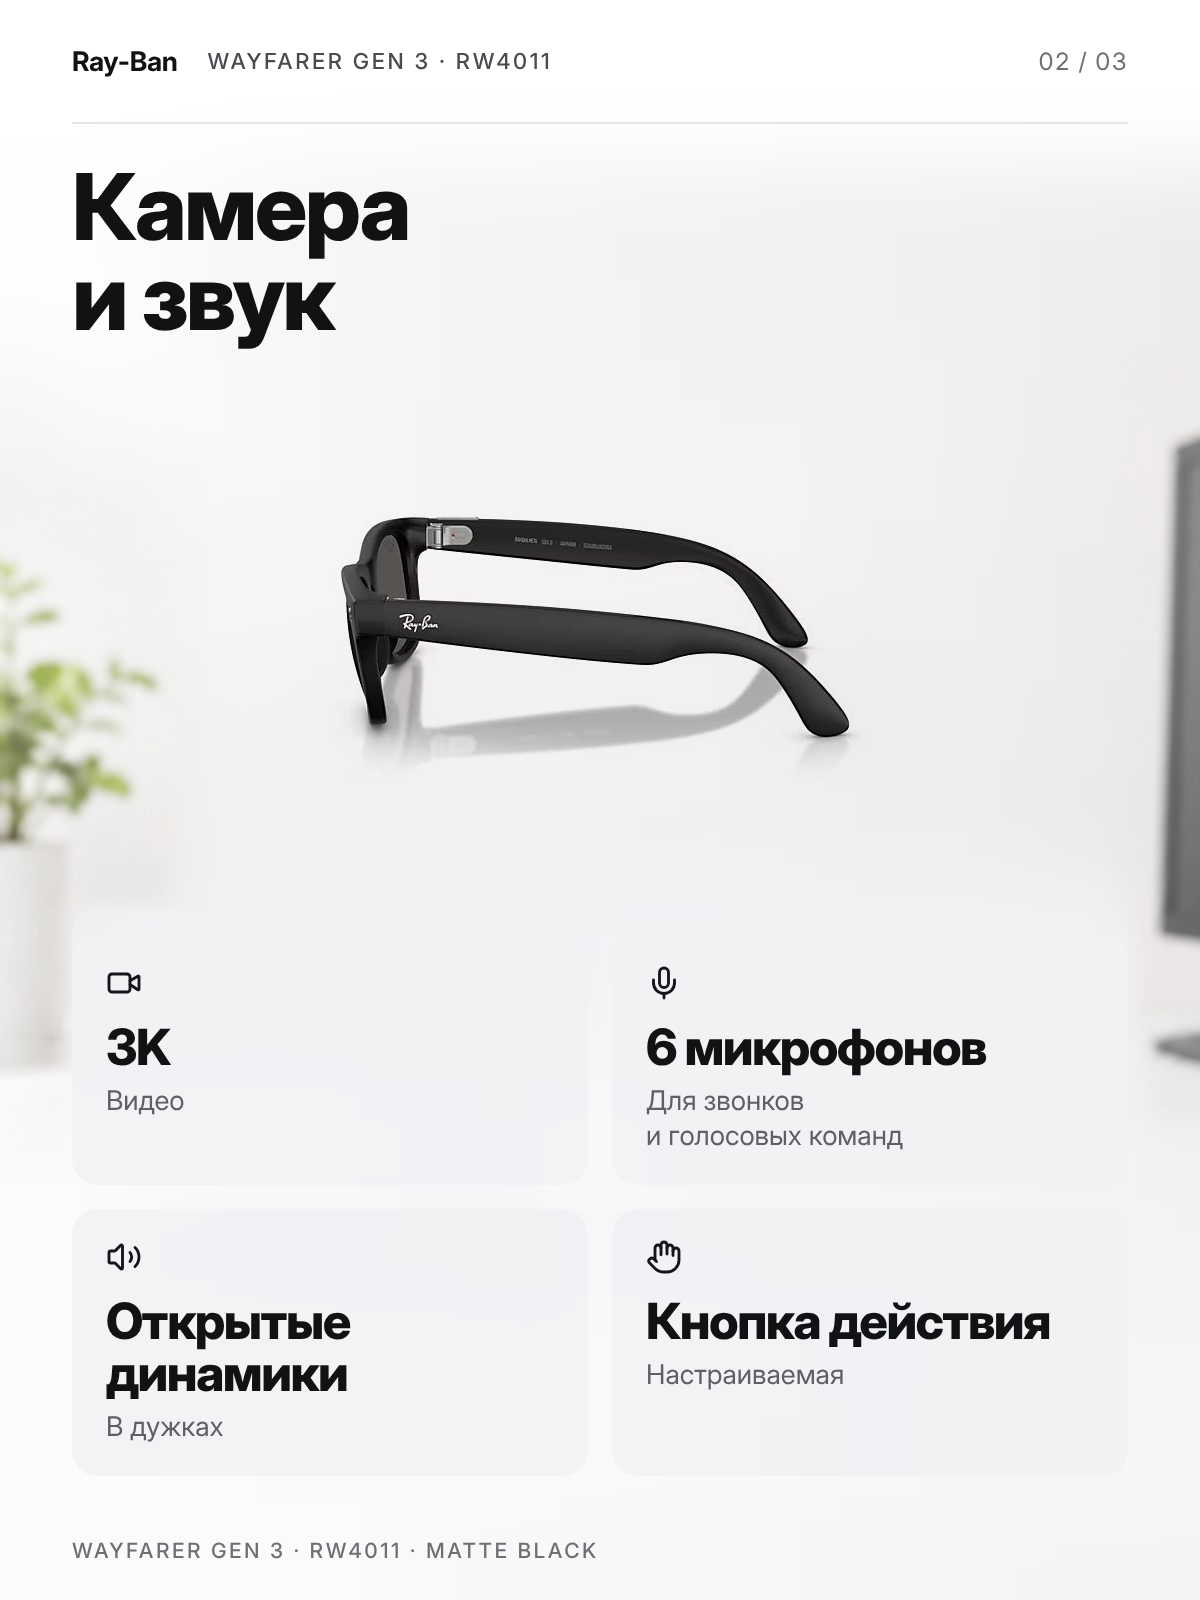 Ray-Ban WAYFARER GEN 3 · RW4011 02 / 03
Камера
и звук
Ray-Ban
3K
Видео
6 микрофонов
Для звонков
и голосовых команд
Открытые
динамики
В дужках
Кнопка действия
Настраиваемая
WAYFARER GEN 3 · RW4011 · MATTE BLACK